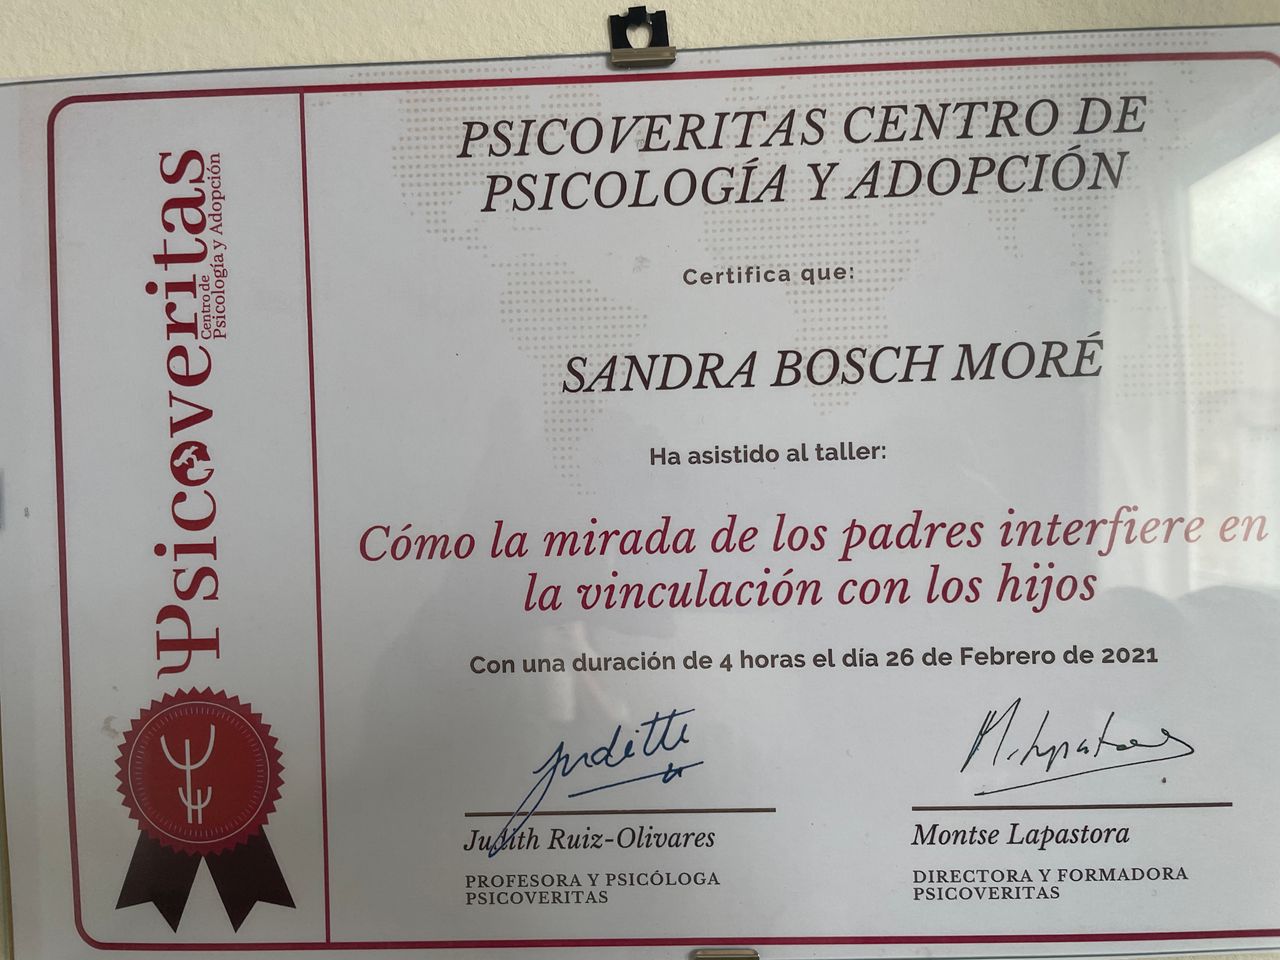 Psicoveritas
Centro de
Psicología y Adopción
PSICOVERITAS CENTRO DE
PSICOLOGÍA Y ADOPCIÓN
Certifica que:
SANDRA BOSCH MORÉ
Ha asistido al taller:
Cómo la mirada de los padres interfiere en
la vinculación con los hijos
Con una duración de 4 horas el día 26 de Febrero de 2021
Judith
Judith Ruiz-Olivares
PROFESORA Y PSICÓLOGA
PSICOVERITAS
M. Lapastora
Montse Lapastora
DIRECTORA Y FORMADORA
PSICOVERITAS